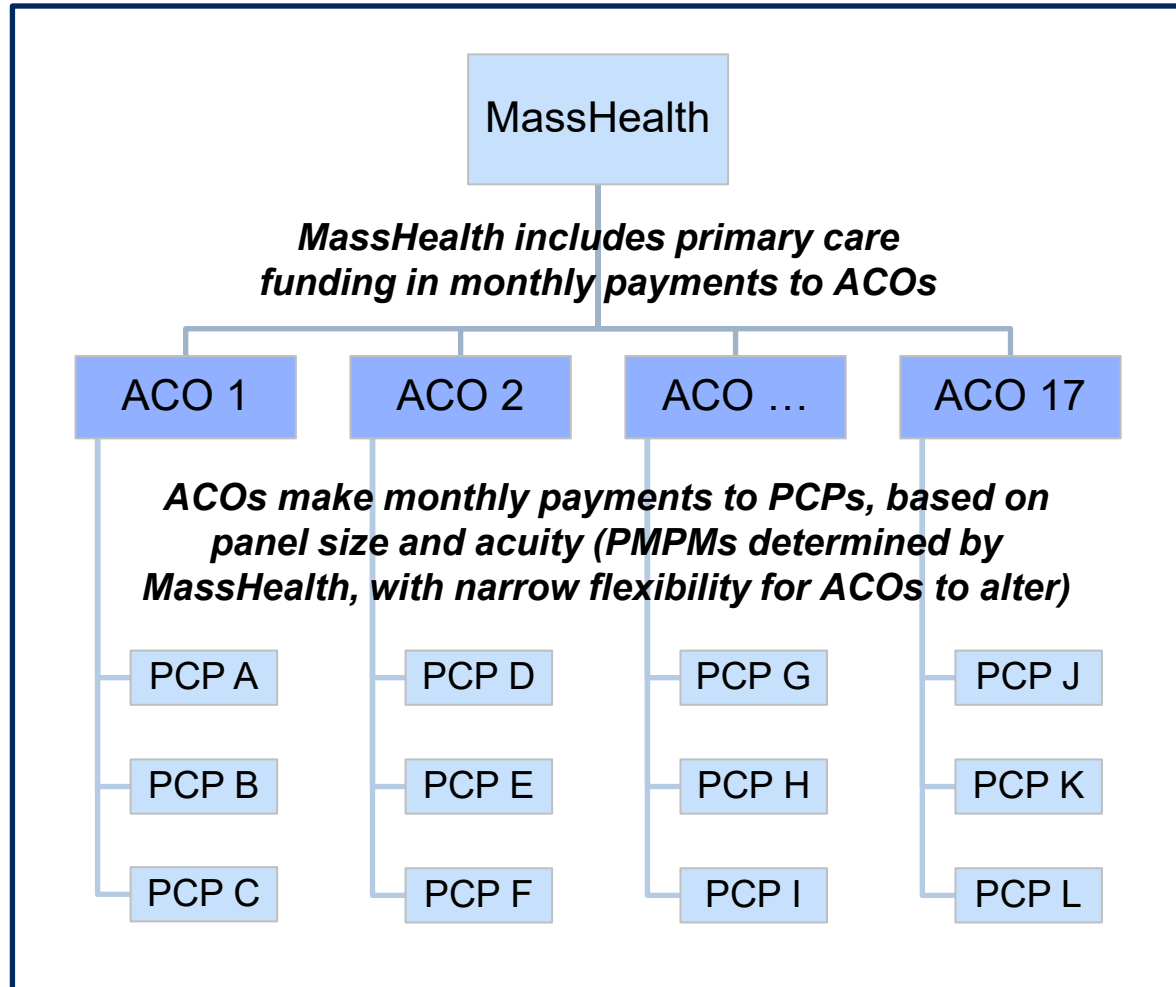 MassHealth
MassHealth includes primary care
funding in monthly payments to ACOs
ACO 1
ACO 2
ACO …
ACO 17
ACOs make monthly payments to PCPs, based on
panel size and acuity (PMPMs determined by
MassHealth, with narrow flexibility for ACOs to alter)
PCP A
PCP D
PCP G
PCP J
PCP B
PCP E
PCP H
PCP K
PCP C
PCP F
PCP I
PCP L